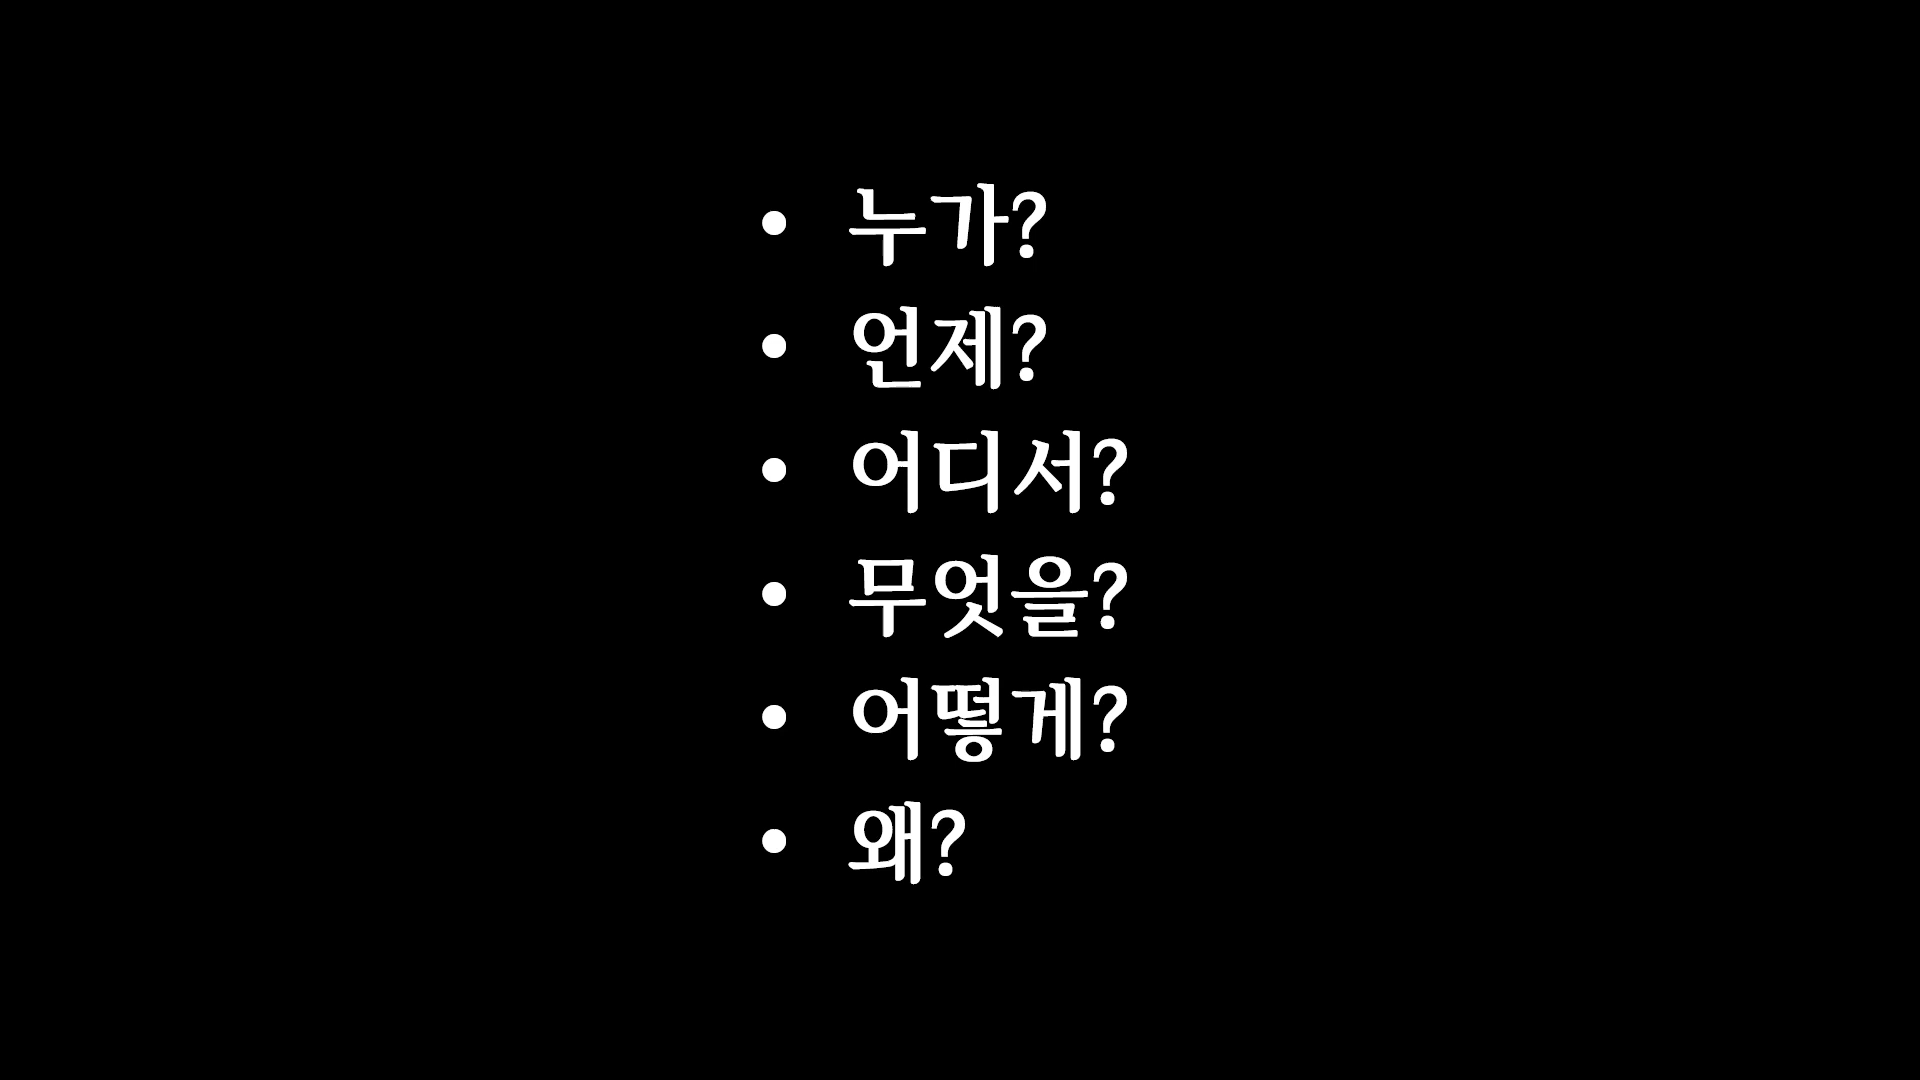 • 누가?
• 언제?
• 어디서?
• 무엇을?
• 어떻게?
• 왜?